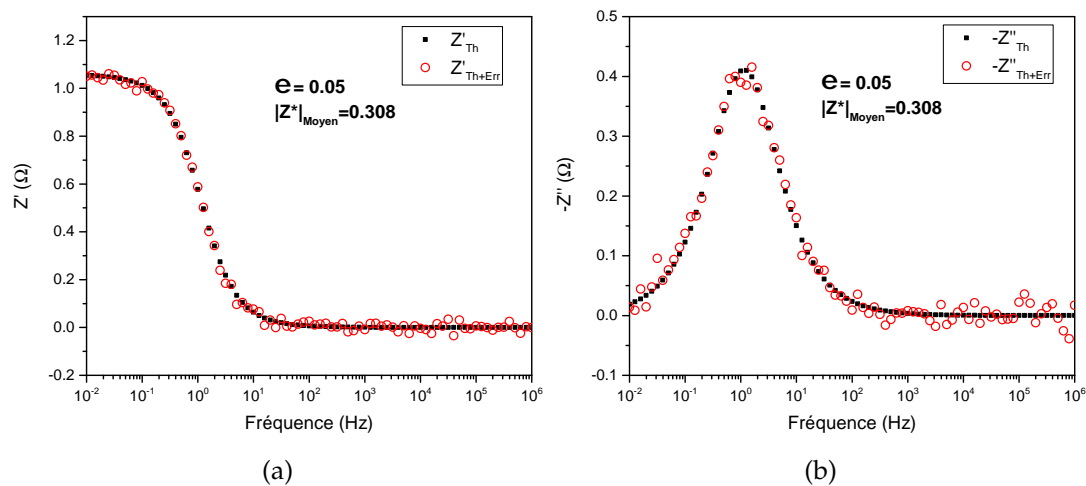 Z'Th
Z'Th+Err
e = 0.05
|Z*|Moyen=0.308
1.2
1.0
0.8
0.6
0.4
0.2
0.0
-0.2
Z' (Ω)
10-2 10-1 100 101 102 103 104 105 106
Fréquence (Hz)
(a)
-Z''Th
-Z''Th+Err
e = 0.05
|Z*|Moyen=0.308
0.5
0.4
0.3
0.2
0.1
0.0
-0.1
-Z'' (Ω)
10-2 10-1 100 101 102 103 104 105 106
Fréquence (Hz)
(b)